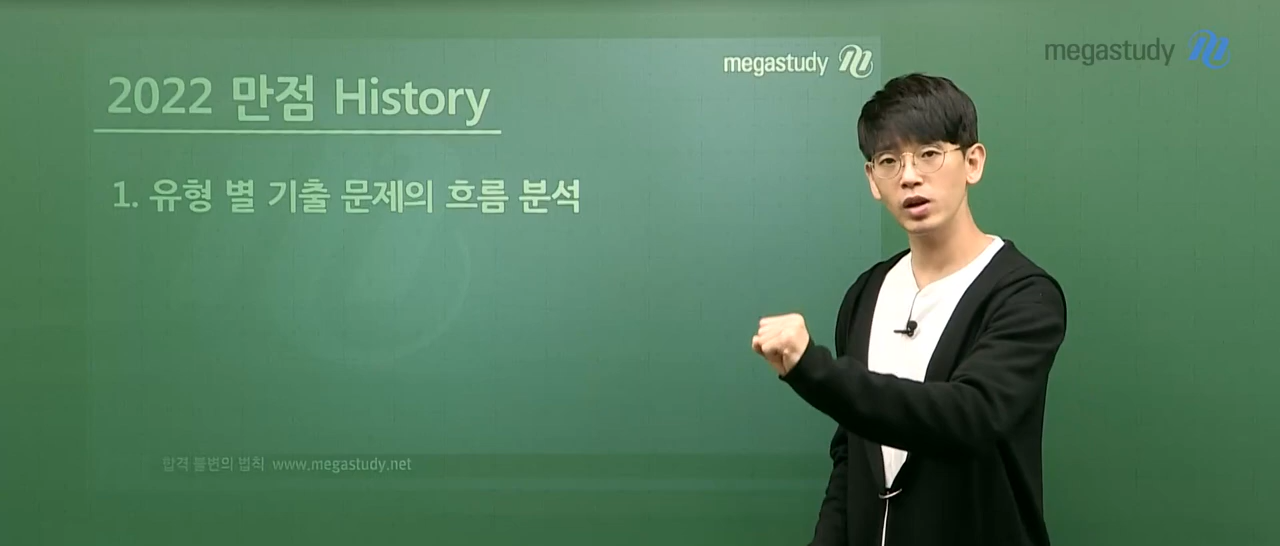 megastudy
megastudy
2022 만점 History
1. 유형 별 기출 문제의 흐름 분석
합격 불변의 법칙 www.megastudy.net